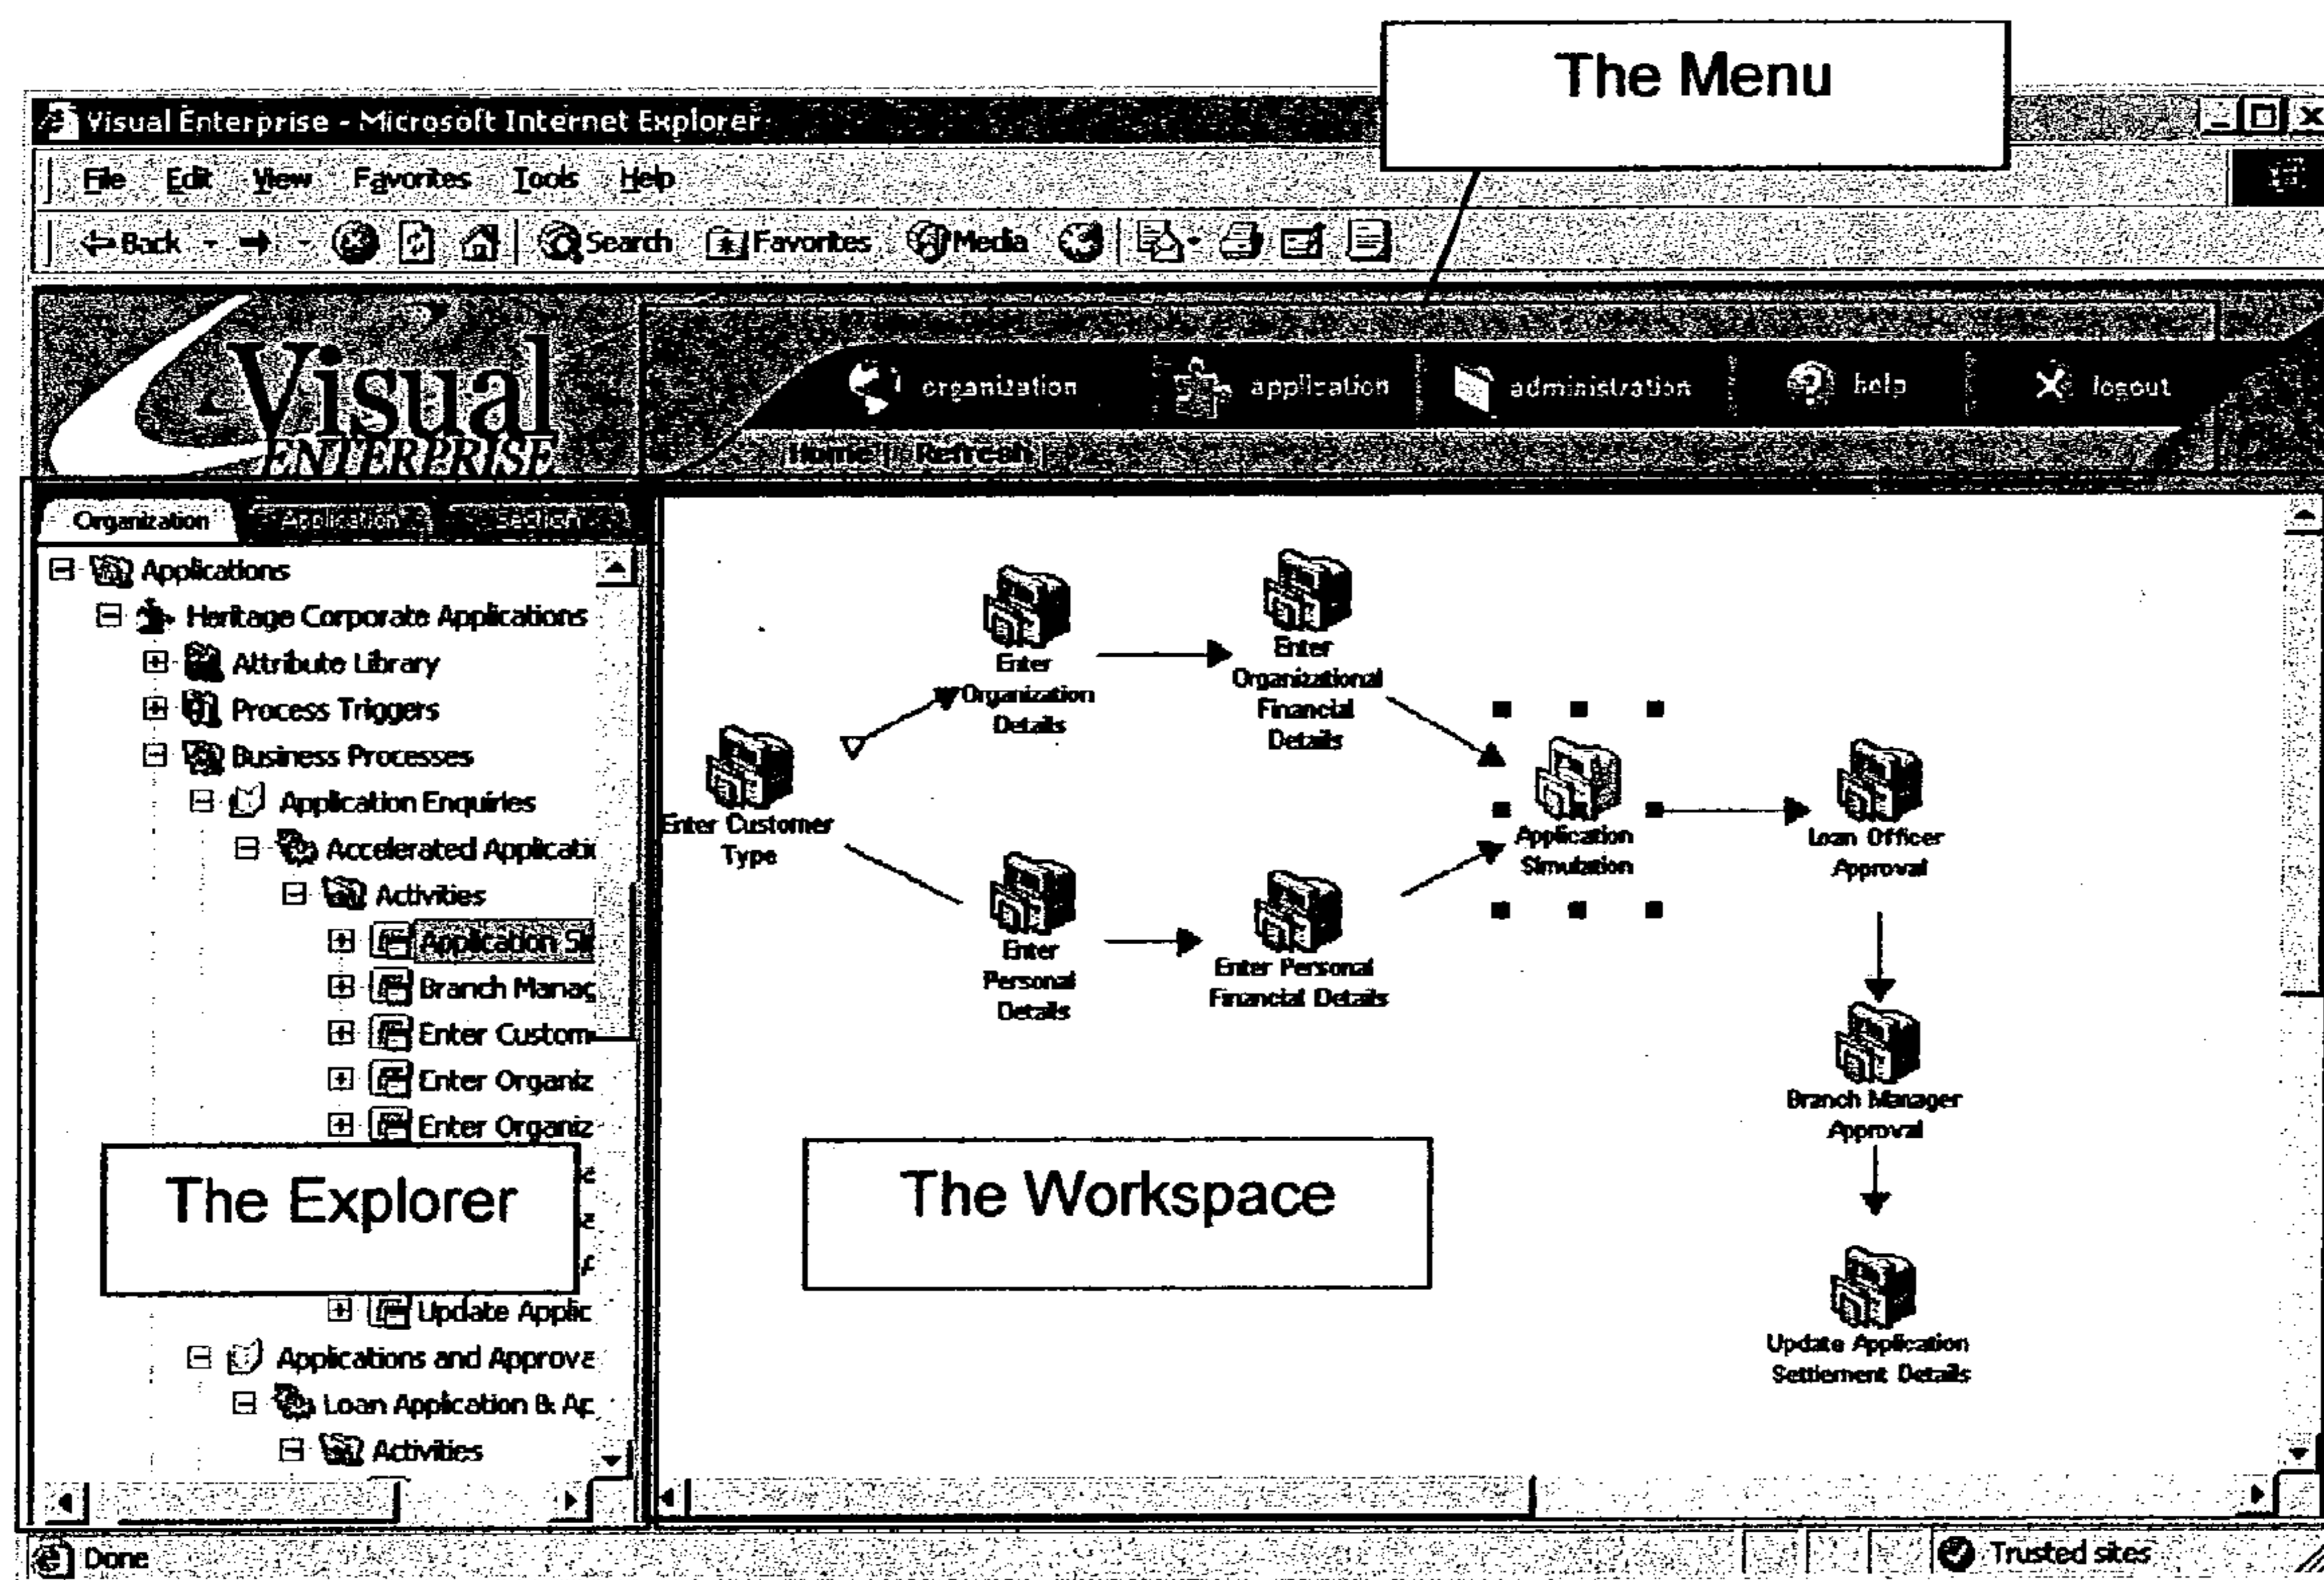 The Menu
Visual Enterprise - Microsoft Internet Explorer
File Edit View Favorites Tools Help
Back Search Favorites Media
Visual
ENTERPRISE
organization application administration help logout
Home | Refresh |
Organization Application Section
Applications
Heritage Corporate Applications
Attribute Library
Process Triggers
Business Processes
Application Enquiries
Accelerated Applicati
Activities
Application Si
Branch Manag
Enter Custom
Enter Organiz
Enter Organiz
The Explorer
Update Applic
Applications and Approva
Loan Application & Ap
Activities
Enter
Organization
Details
Enter
Organizational
Financial
Details
Enter Customer
Type
Application
Simulation
Loan Officer
Approval
Enter
Personal
Details
Enter Personal
Financial Details
Branch Manager
Approval
The Workspace
Update Application
Settlement Details
Done Trusted sites